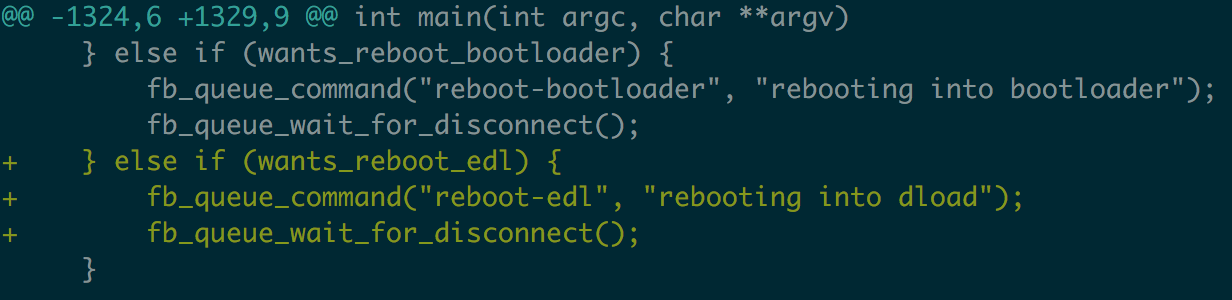 @@ -1324,6 +1329,9 @@ int main(int argc, char **argv)
     } else if (wants_reboot_bootloader) {
         fb_queue_command("reboot-bootloader", "rebooting into bootloader");
         fb_queue_wait_for_disconnect();
+    } else if (wants_reboot_edl) {
+        fb_queue_command("reboot-edl", "rebooting into dload");
+        fb_queue_wait_for_disconnect();
     }